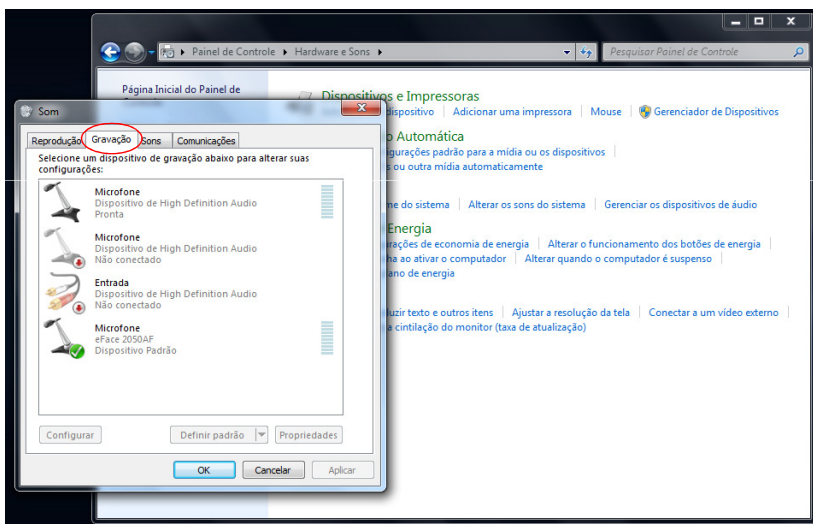 Painel de Controle
Hardware e Sons
Pesquisar Painel de Controle
Página Inicial do Painel de
Dispositivos e Impressoras
dispositivo
Adicionar uma impressora
Mouse
Gerenciador de Dispositivos
Automática
padrão para a mídia ou os dispositivos
ou outra mídia automaticamente
do sistema
Alterar os sons do sistema
Gerenciar os dispositivos de áudio
Energia
de economia de energia
Alterar o funcionamento dos botões de energia
ao ativar o computador
Alterar quando o computador é suspenso
de energia
texto e outros itens
Ajustar a resolução da tela
Conectar a um vídeo externo
a cintilação do monitor (taxa de atualização)
Som
Reprodução
Gravação
Sons
Comunicações
Selecione um dispositivo de gravação abaixo para alterar suas
configurações:
Microfone
Dispositivo de High Definition Audio
Pronta
Microfone
Dispositivo de High Definition Audio
Não conectado
Entrada
Dispositivo de High Definition Audio
Não conectado
Microfone
eFace 2050AF
Dispositivo Padrão
Configurar
Definir padrão
Propriedades
OK
Cancelar
Aplicar